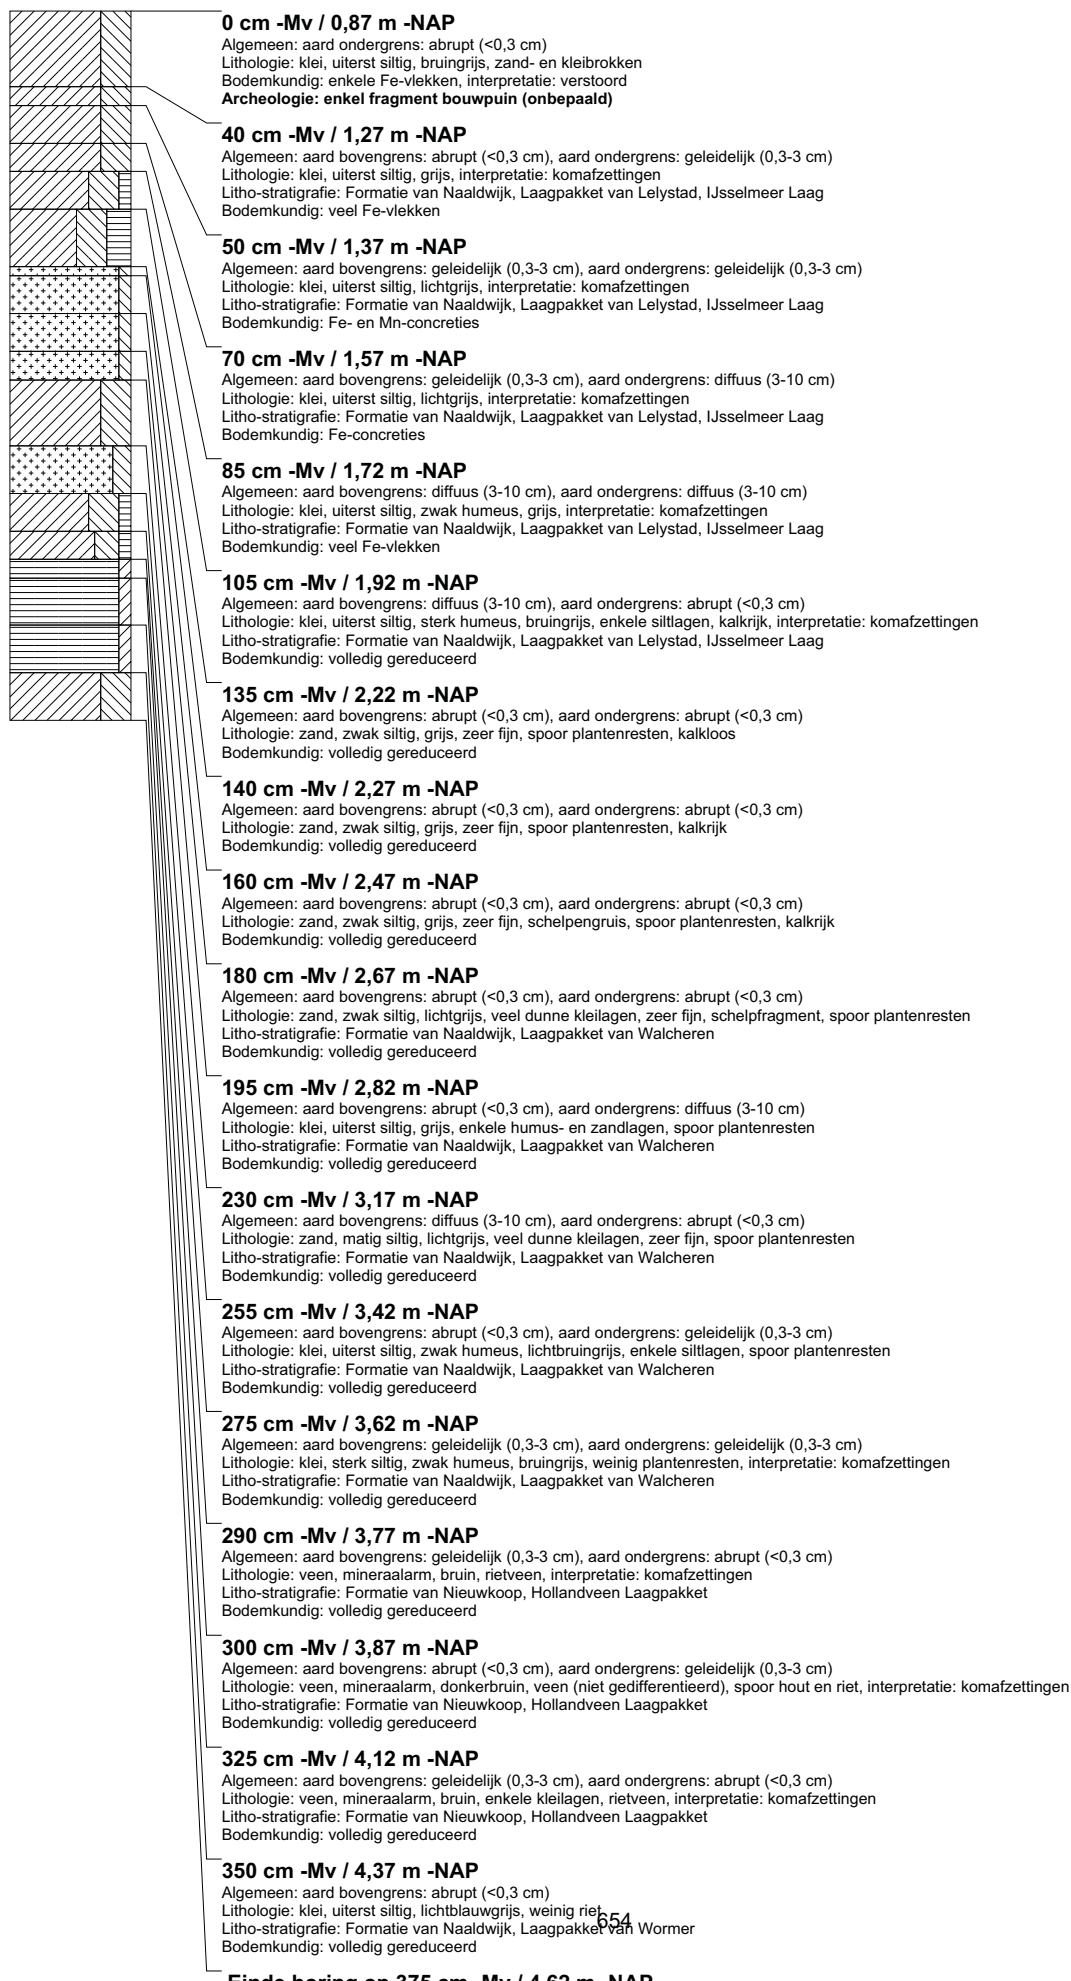 0 cm -Mv / 0,87 m -NAP
Algemeen: aard ondergrens: abrupt (<0,3 cm)
Lithologie: klei, uiterst siltig, bruingrijs, zand- en kleibrokken
Bodemkundig: enkele Fe-vlekken, interpretatie: verstoord
Archeologie: enkel fragment bouwpuin (onbepaald)
40 cm -Mv / 1,27 m -NAP
Algemeen: aard bovengrens: abrupt (<0,3 cm), aard ondergrens: geleidelijk (0,3-3 cm)
Lithologie: klei, uiterst siltig, grijs, interpretatie: komafzettingen
Litho-stratigrafie: Formatie van Naaldwijk, Laagpakket van Lelystad, IJsselmeer Laag
Bodemkundig: veel Fe-vlekken
50 cm -Mv / 1,37 m -NAP
Algemeen: aard bovengrens: geleidelijk (0,3-3 cm), aard ondergrens: geleidelijk (0,3-3 cm)
Lithologie: klei, uiterst siltig, lichtgrijs, interpretatie: komafzettingen
Litho-stratigrafie: Formatie van Naaldwijk, Laagpakket van Lelystad, IJsselmeer Laag
Bodemkundig: Fe- en Mn-concreties
70 cm -Mv / 1,57 m -NAP
Algemeen: aard bovengrens: geleidelijk (0,3-3 cm), aard ondergrens: diffuus (3-10 cm)
Lithologie: klei, uiterst siltig, lichtgrijs, interpretatie: komafzettingen
Litho-stratigrafie: Formatie van Naaldwijk, Laagpakket van Lelystad, IJsselmeer Laag
Bodemkundig: Fe-concreties
85 cm -Mv / 1,72 m -NAP
Algemeen: aard bovengrens: diffuus (3-10 cm), aard ondergrens: diffuus (3-10 cm)
Lithologie: klei, uiterst siltig, zwak humeus, grijs, interpretatie: komafzettingen
Litho-stratigrafie: Formatie van Naaldwijk, Laagpakket van Lelystad, IJsselmeer Laag
Bodemkundig: veel Fe-vlekken
105 cm -Mv / 1,92 m -NAP
Algemeen: aard bovengrens: diffuus (3-10 cm), aard ondergrens: abrupt (<0,3 cm)
Lithologie: klei, uiterst siltig, sterk humeus, bruingrijs, enkele siltlagen, kalkrijk, interpretatie: komafzettingen
Litho-stratigrafie: Formatie van Naaldwijk, Laagpakket van Lelystad, IJsselmeer Laag
Bodemkundig: volledig gereduceerd
135 cm -Mv / 2,22 m -NAP
Algemeen: aard bovengrens: abrupt (<0,3 cm), aard ondergrens: abrupt (<0,3 cm)
Lithologie: zand, zwak siltig, grijs, zeer fijn, spoor plantenresten, kalkloos
Bodemkundig: volledig gereduceerd
140 cm -Mv / 2,27 m -NAP
Algemeen: aard bovengrens: abrupt (<0,3 cm), aard ondergrens: abrupt (<0,3 cm)
Lithologie: zand, zwak siltig, grijs, zeer fijn, spoor plantenresten, kalkrijk
Bodemkundig: volledig gereduceerd
160 cm -Mv / 2,47 m -NAP
Algemeen: aard bovengrens: abrupt (<0,3 cm), aard ondergrens: abrupt (<0,3 cm)
Lithologie: zand, zwak siltig, grijs, zeer fijn, schelpengruis, spoor plantenresten, kalkrijk
Bodemkundig: volledig gereduceerd
180 cm -Mv / 2,67 m -NAP
Algemeen: aard bovengrens: abrupt (<0,3 cm), aard ondergrens: abrupt (<0,3 cm)
Lithologie: zand, zwak siltig, lichtgrijs, veel dunne kleilagen, zeer fijn, schelpfragment, spoor plantenresten
Litho-stratigrafie: Formatie van Naaldwijk, Laagpakket van Walcheren
Bodemkundig: volledig gereduceerd
195 cm -Mv / 2,82 m -NAP
Algemeen: aard bovengrens: abrupt (<0,3 cm), aard ondergrens: diffuus (3-10 cm)
Lithologie: klei, uiterst siltig, grijs, enkele humus- en zandlagen, spoor plantenresten
Litho-stratigrafie: Formatie van Naaldwijk, Laagpakket van Walcheren
Bodemkundig: volledig gereduceerd
230 cm -Mv / 3,17 m -NAP
Algemeen: aard bovengrens: diffuus (3-10 cm), aard ondergrens: abrupt (<0,3 cm)
Lithologie: zand, matig siltig, lichtgrijs, veel dunne kleilagen, zeer fijn, spoor plantenresten
Litho-stratigrafie: Formatie van Naaldwijk, Laagpakket van Walcheren
Bodemkundig: volledig gereduceerd
255 cm -Mv / 3,42 m -NAP
Algemeen: aard bovengrens: abrupt (<0,3 cm), aard ondergrens: geleidelijk (0,3-3 cm)
Lithologie: klei, uiterst siltig, zwak humeus, lichtbruingrijs, enkele siltlagen, spoor plantenresten
Litho-stratigrafie: Formatie van Naaldwijk, Laagpakket van Walcheren
Bodemkundig: volledig gereduceerd
275 cm -Mv / 3,62 m -NAP
Algemeen: aard bovengrens: geleidelijk (0,3-3 cm), aard ondergrens: geleidelijk (0,3-3 cm)
Lithologie: klei, sterk siltig, zwak humeus, bruingrijs, weinig plantenresten, interpretatie: komafzettingen
Litho-stratigrafie: Formatie van Naaldwijk, Laagpakket van Walcheren
Bodemkundig: volledig gereduceerd
290 cm -Mv / 3,77 m -NAP
Algemeen: aard bovengrens: geleidelijk (0,3-3 cm), aard ondergrens: abrupt (<0,3 cm)
Lithologie: veen, mineraalarm, bruin, rietveen, interpretatie: komafzettingen
Litho-stratigrafie: Formatie van Nieuwkoop, Hollandveen Laagpakket
Bodemkundig: volledig gereduceerd
300 cm -Mv / 3,87 m -NAP
Algemeen: aard bovengrens: abrupt (<0,3 cm), aard ondergrens: geleidelijk (0,3-3 cm)
Lithologie: veen, mineraalarm, donkerbruin, veen (niet gedifferentieerd), spoor hout en riet, interpretatie: komafzettingen
Litho-stratigrafie: Formatie van Nieuwkoop, Hollandveen Laagpakket
Bodemkundig: volledig gereduceerd
325 cm -Mv / 4,12 m -NAP
Algemeen: aard bovengrens: geleidelijk (0,3-3 cm), aard ondergrens: abrupt (<0,3 cm)
Lithologie: veen, mineraalarm, bruin, enkele kleilagen, rietveen, interpretatie: komafzettingen
Litho-stratigrafie: Formatie van Nieuwkoop, Hollandveen Laagpakket
Bodemkundig: volledig gereduceerd
350 cm -Mv / 4,37 m -NAP
Algemeen: aard bovengrens: abrupt (<0,3 cm)
Lithologie: klei, uiterst siltig, lichtblauwgrijs, weinig riet
654
Litho-stratigrafie: Formatie van Naaldwijk, Laagpakket van Wormer
Bodemkundig: volledig gereduceerd
Einde boring op 375 cm -Mv / 4,62 m -NAP